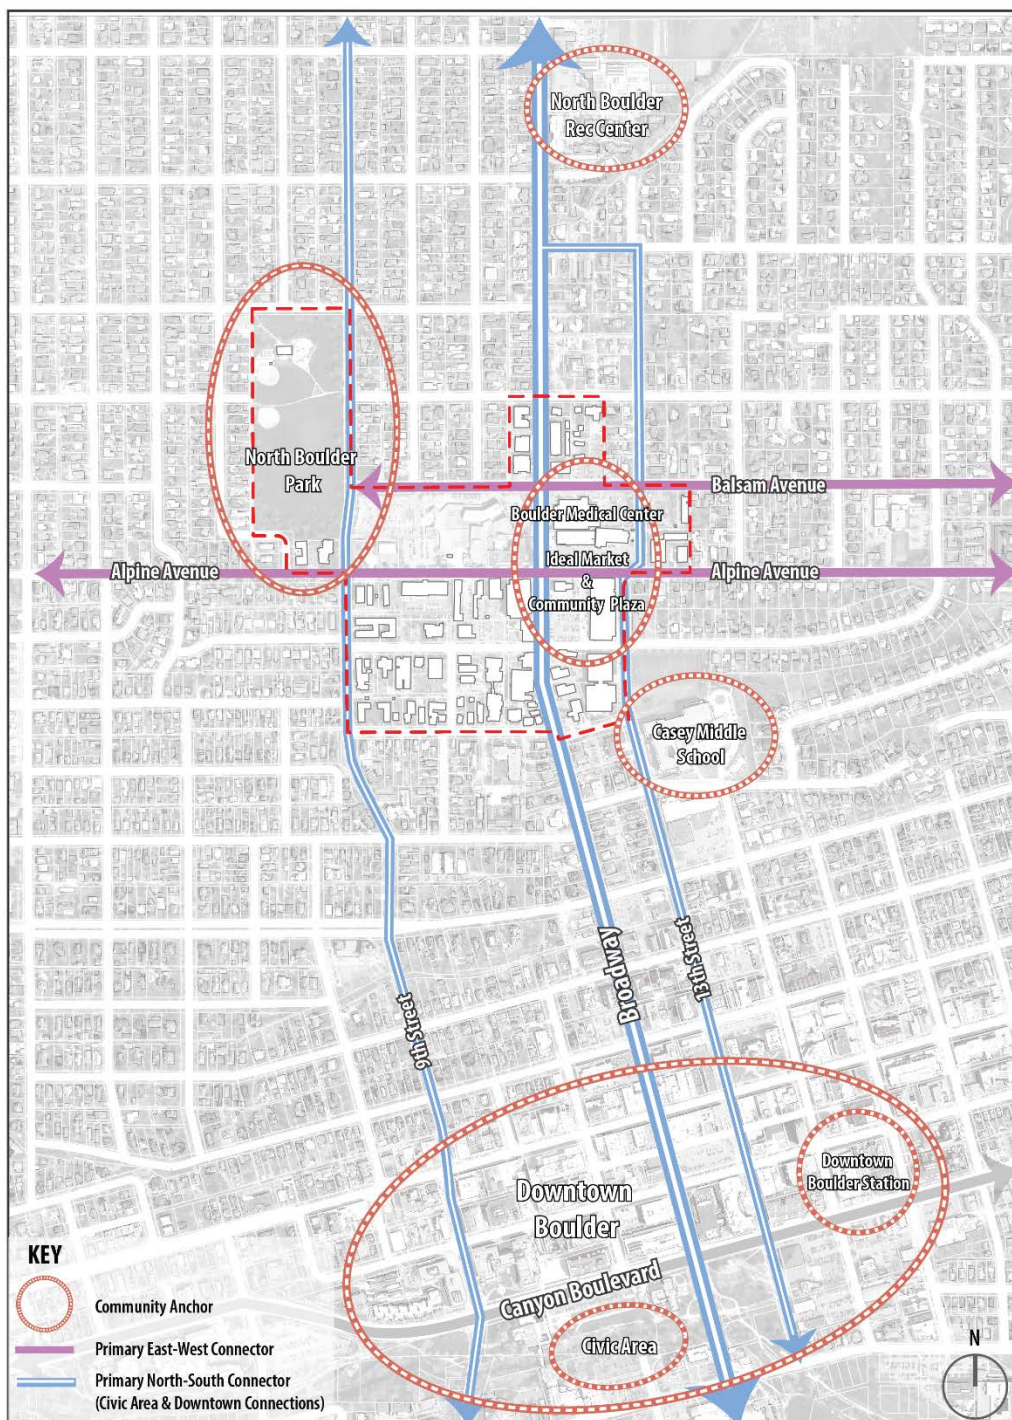 North Boulder
Rec Center
North Boulder
Park
Balsam Avenue
Boulder Medical Center
Alpine Avenue
Ideal Market
&
Community Plaza
Alpine Avenue
Casey Middle
School
Broadway
13th Street
9th Street
Downtown
Boulder Station
Downtown
Boulder
Canyon Boulevard
Civic Area
KEY
Community Anchor
Primary East-West Connector
Primary North-South Connector
(Civic Area & Downtown Connections)
N